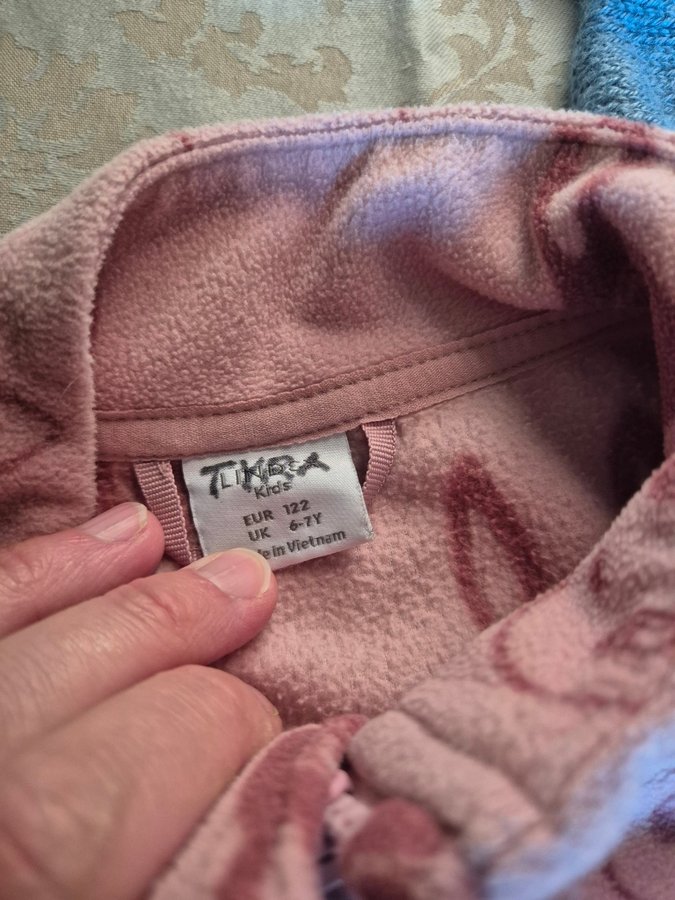 Kids
EUR 122
UK 6-7Y
in Vietnam